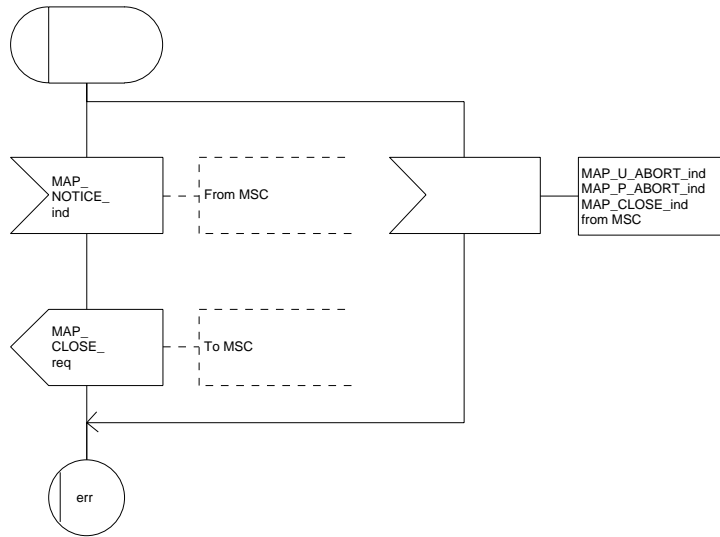 MAP_
NOTICE_
ind
From MSC
MAP_U_ABORT_ind
MAP_P_ABORT_ind
MAP_CLOSE_ind
from MSC
MAP_
CLOSE_
req
To MSC
err